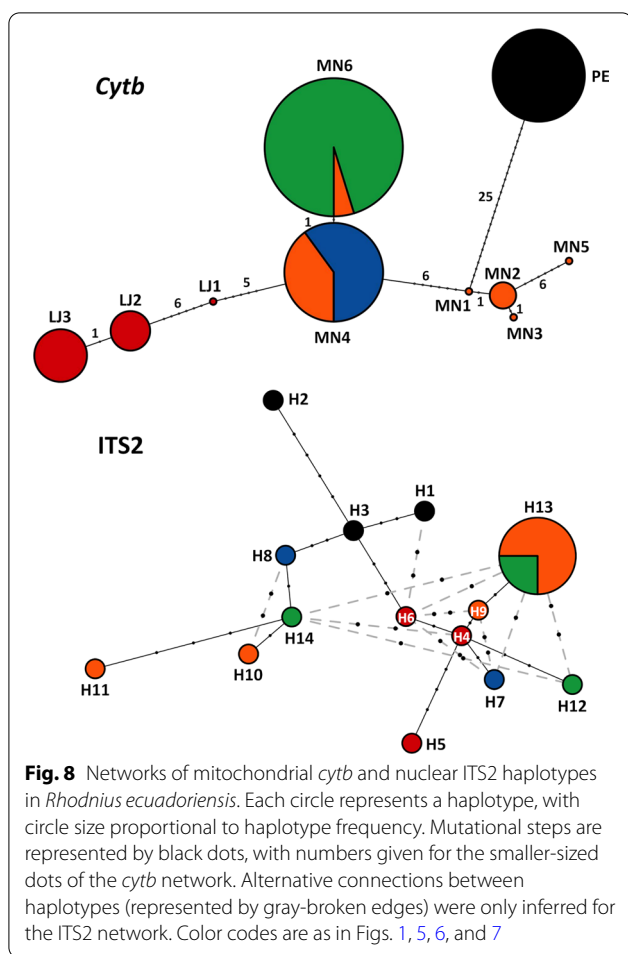 MN6
Cytb
PE
25
1
MN5
6
MN2
6
LJ1
5
1
1
MN1
MN3
LJ2
6
LJ3
1
MN4
H2
ITS2
H3
H1
H13
H8
H9
H6
H4
H14
H10
H11
H7
H12
H5
Fig. 8 Networks of mitochondrial cytb and nuclear ITS2 haplotypes
in Rhodnius ecuadoriensis. Each circle represents a haplotype, with
circle size proportional to haplotype frequency. Mutational steps are
represented by black dots, with numbers given for the smaller-sized
dots of the cytb network. Alternative connections between
haplotypes (represented by gray-broken edges) were only inferred for
the ITS2 network. Color codes are as in Figs. 1, 5, 6, and 7